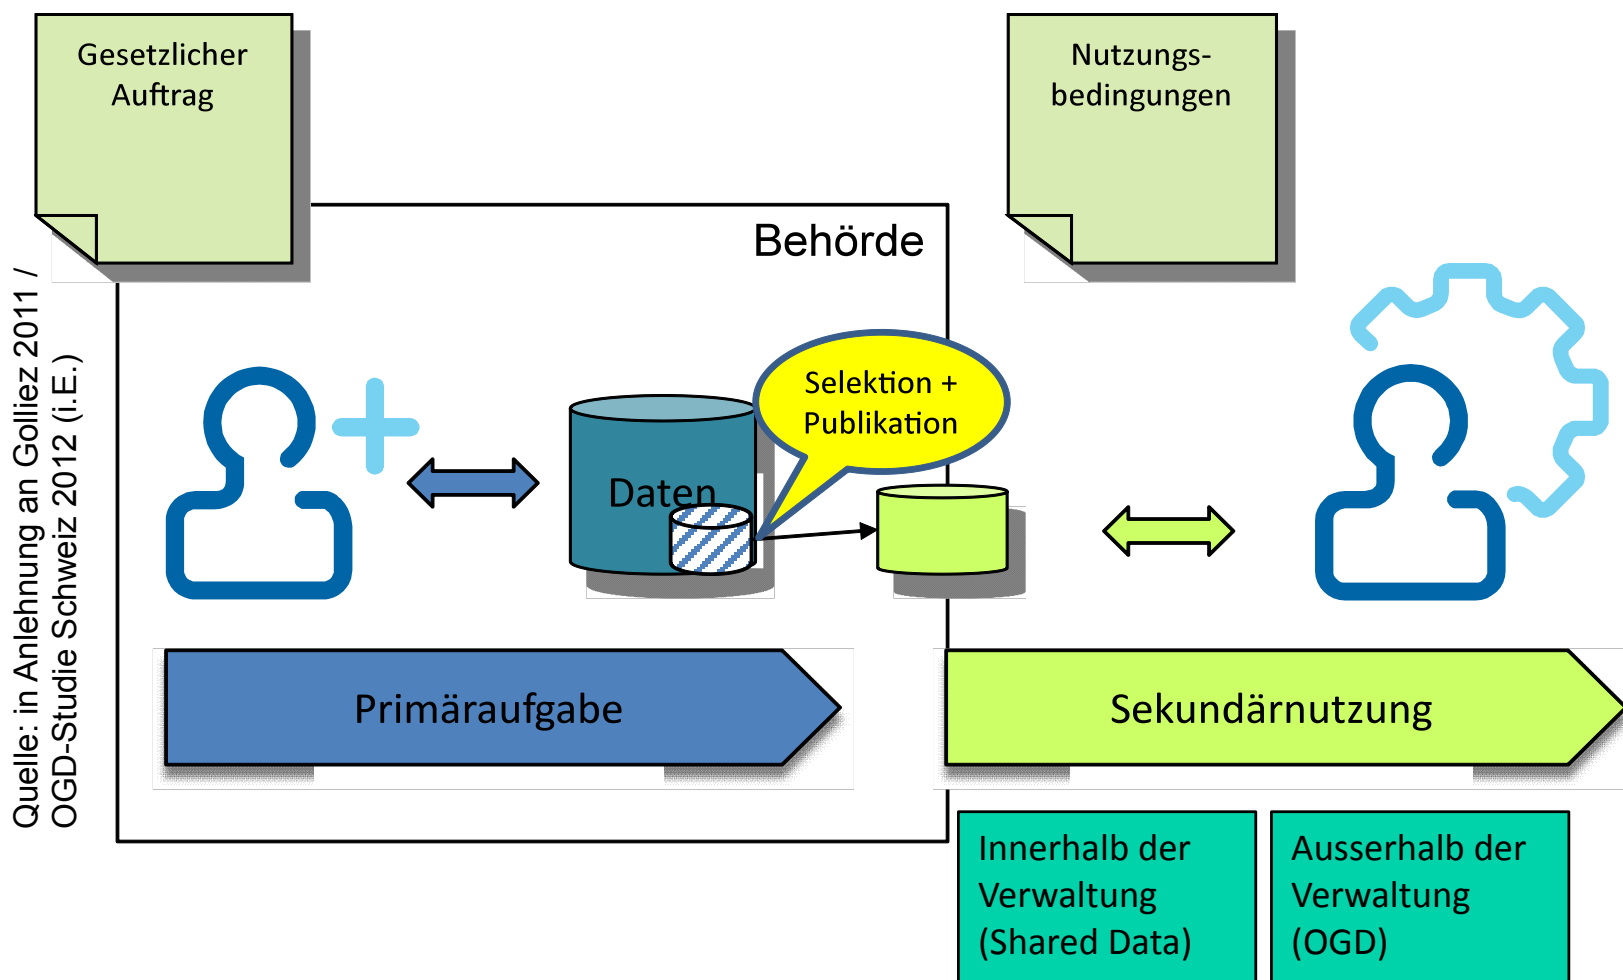 Gesetzlicher
Auftrag
Nutzungs-
bedingungen
Behörde
Quelle: in Anlehnung an Golliez 2011 /
OGD-Studie Schweiz 2012 (i.E.)
Selektion +
Publikation
Daten
Primäraufgabe
Sekundärnutzung
Innerhalb der
Verwaltung
(Shared Data)
Ausserhalb der
Verwaltung
(OGD)